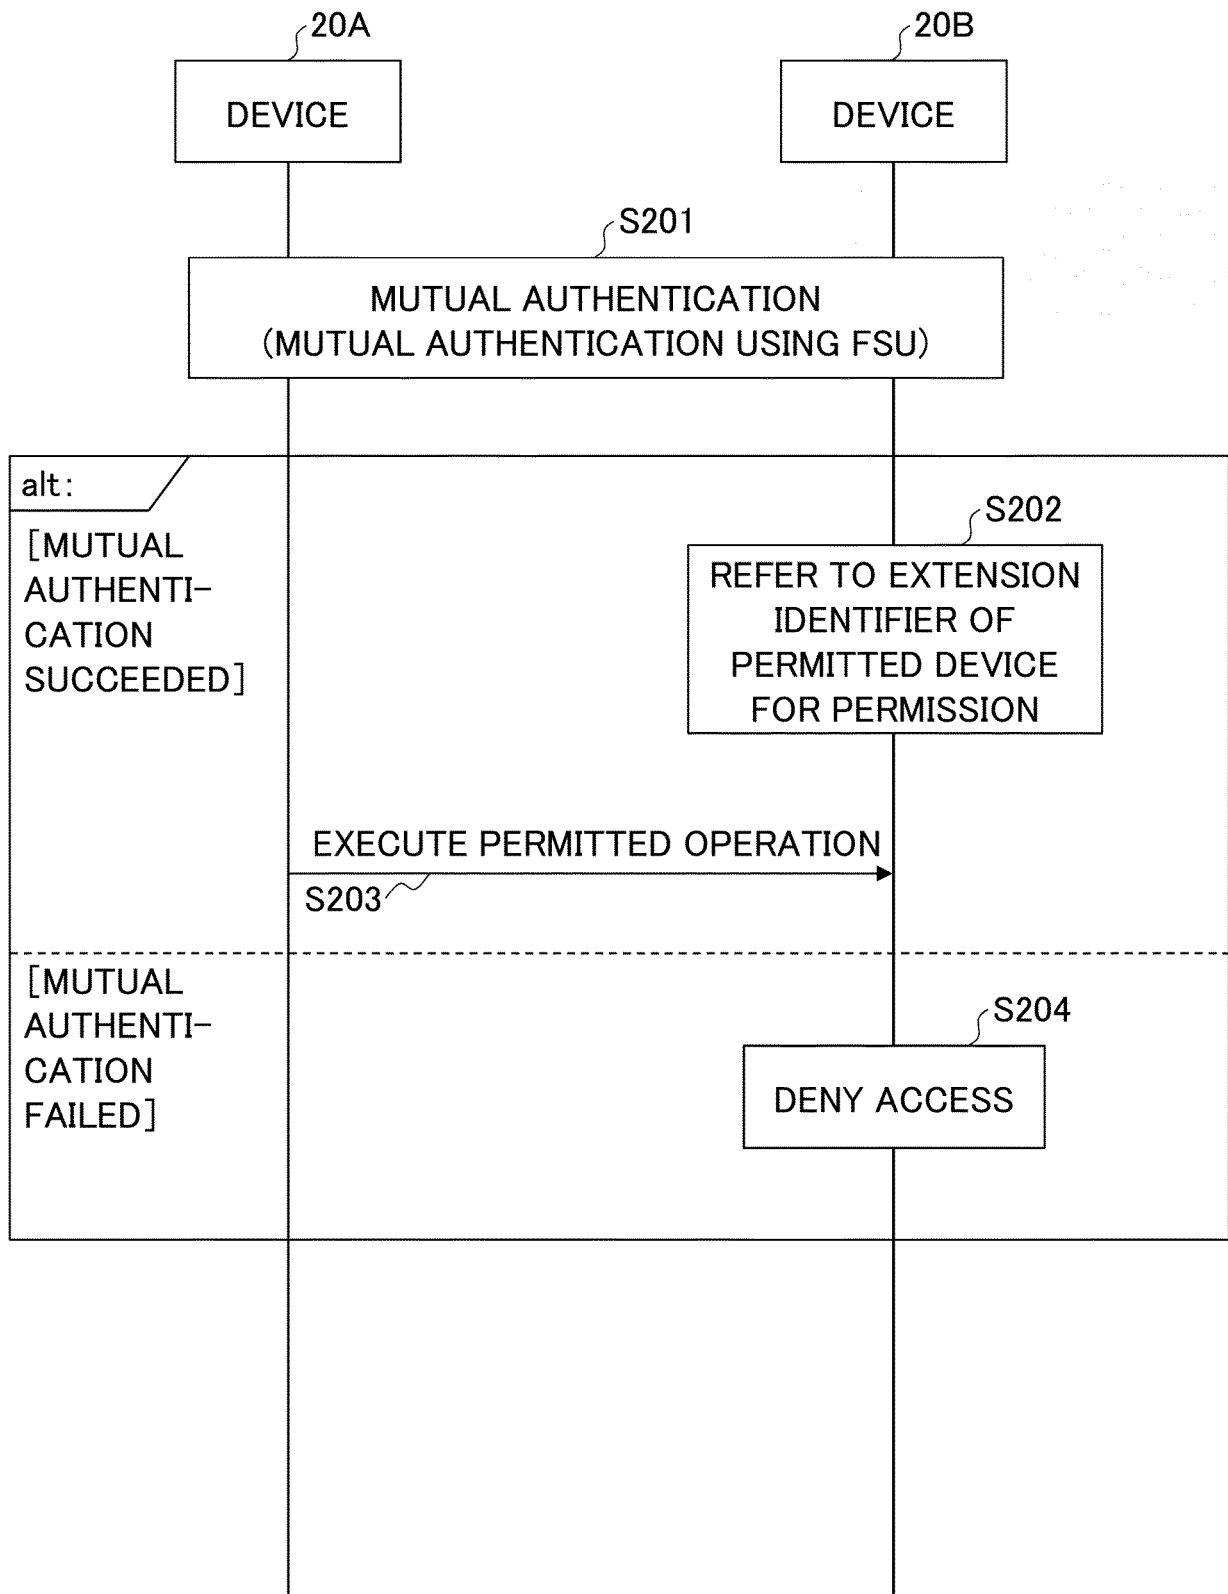 20A
20B
DEVICE
DEVICE
S201
MUTUAL AUTHENTICATION
(MUTUAL AUTHENTICATION USING FSU)
alt:
[MUTUAL
AUTHENTI-
CATION
SUCCEEDED]
S202
REFER TO EXTENSION
IDENTIFIER OF
PERMITTED DEVICE
FOR PERMISSION
EXECUTE PERMITTED OPERATION
S203
[MUTUAL
AUTHENTI-
CATION
FAILED]
S204
DENY ACCESS